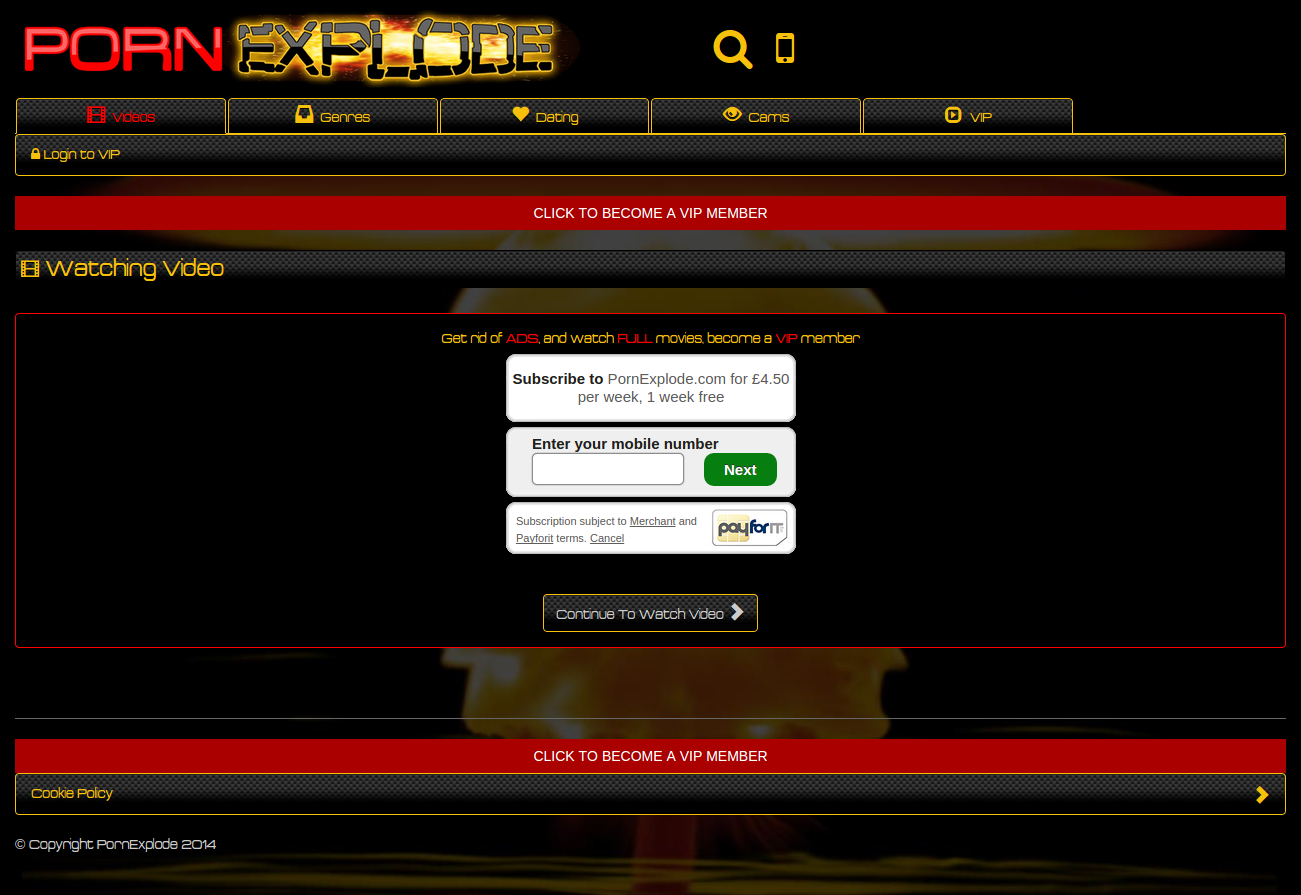 PORN EXPLODE
Videos
Genres
Dating
Cams
VIP
Login to VIP
CLICK TO BECOME A VIP MEMBER
Watching Video
Get rid of ADS, and watch FULL movies, become a VIP member
Subscribe to PornExplode.com for £4.50
per week, 1 week free
Enter your mobile number
Next
Subscription subject to Merchant and
Payforit terms. Cancel
payforIT
Continue To Watch Video
CLICK TO BECOME A VIP MEMBER
Cookie Policy
© Copyright PornExplode 2014